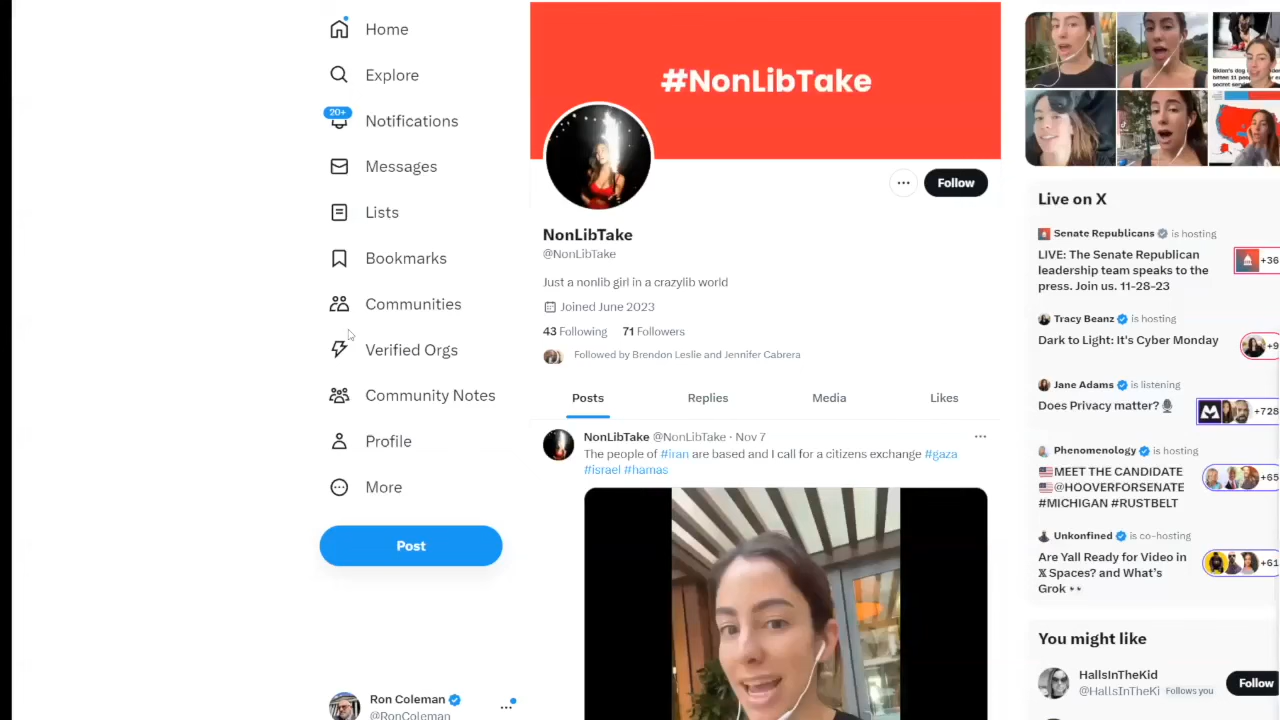 Home
Explore
20+
Notifications
Messages
Lists
Bookmarks
Communities
Verified Orgs
Community Notes
Profile
More
Post
Ron Coleman
@RonColeman
#NonLibTake
Follow
NonLibTake
@NonLibTake
Just a nonlib girl in a crazylib world
Joined June 2023
43 Following 71 Followers
Followed by Brendon Leslie and Jennifer Cabrera
Posts Replies Media Likes
NonLibTake @NonLibTake · Nov 7
The people of #iran are based and I call for a citizens exchange #gaza
#israel #hamas
Biden's dog
bitten 11 people
secret servi
Live on X
Senate Republicans is hosting
LIVE: The Senate Republican
leadership team speaks to the
press. Join us. 11-28-23
+36
Tracy Beanz is hosting
Dark to Light: It's Cyber Monday
+9
Jane Adams is listening
Does Privacy matter?🎙️
+728
Phenomenology is hosting
🇺🇸MEET THE CANDIDATE
🇺🇸@HOOVERFORSENATE
#MICHIGAN #RUSTBELT
+65
Unkonfined is co-hosting
Are Yall Ready for Video in
𝕏 Spaces? and What's
Grok 👀
+61
You might like
HallsInTheKid
@HallsInTheKi Follows you
Follow